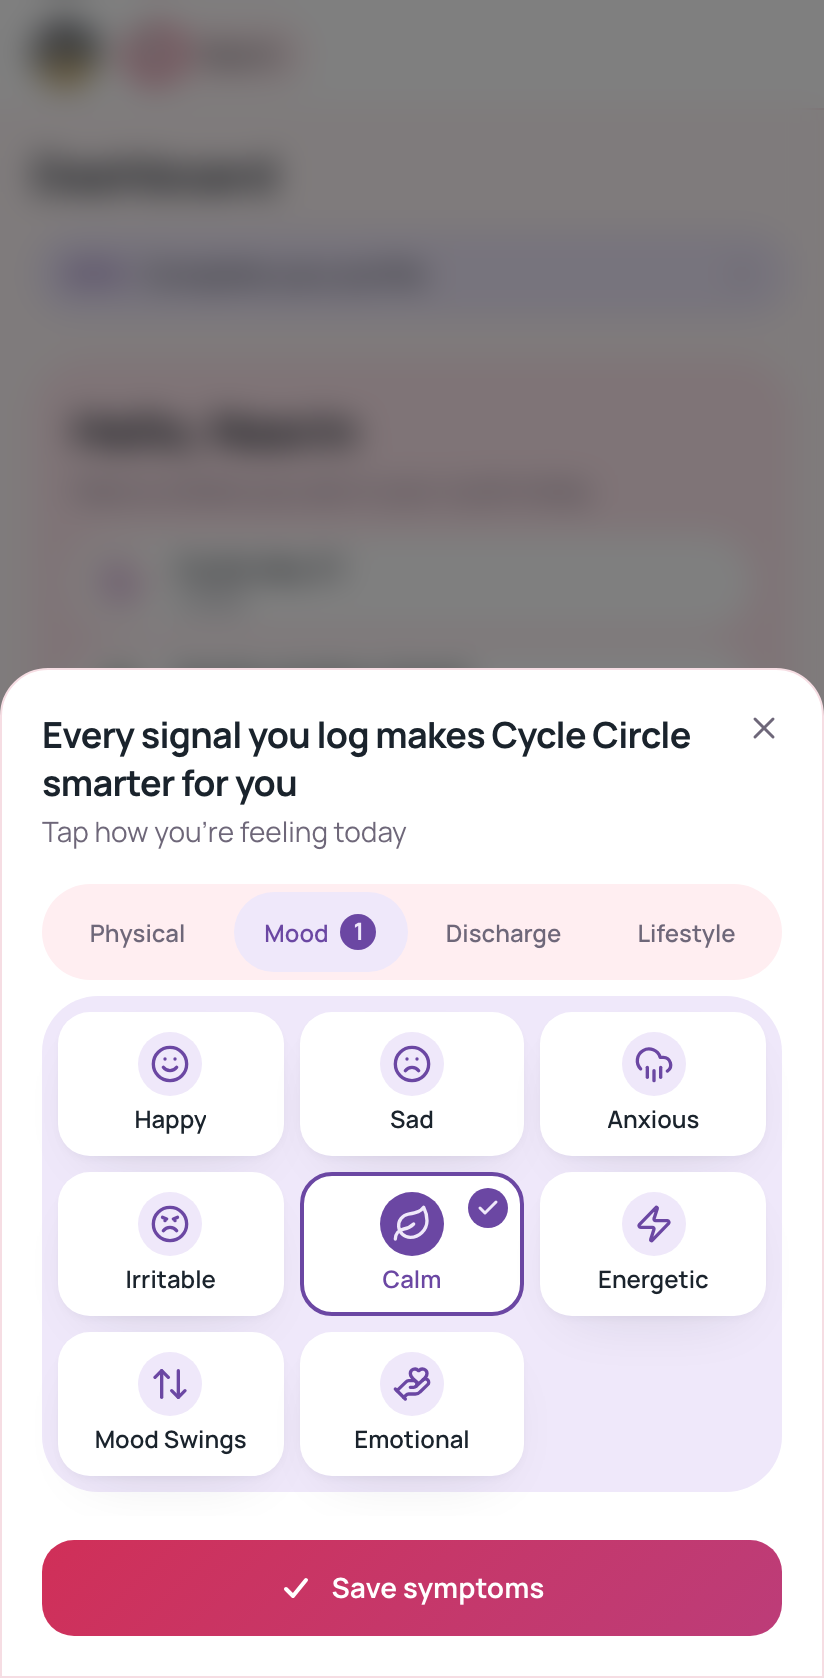 Every signal you log makes Cycle Circle
smarter for you
Tap how you're feeling today
Physical
Mood 1
Discharge
Lifestyle
Happy
Sad
Anxious
Irritable
Calm
Energetic
Mood Swings
Emotional
Save symptoms